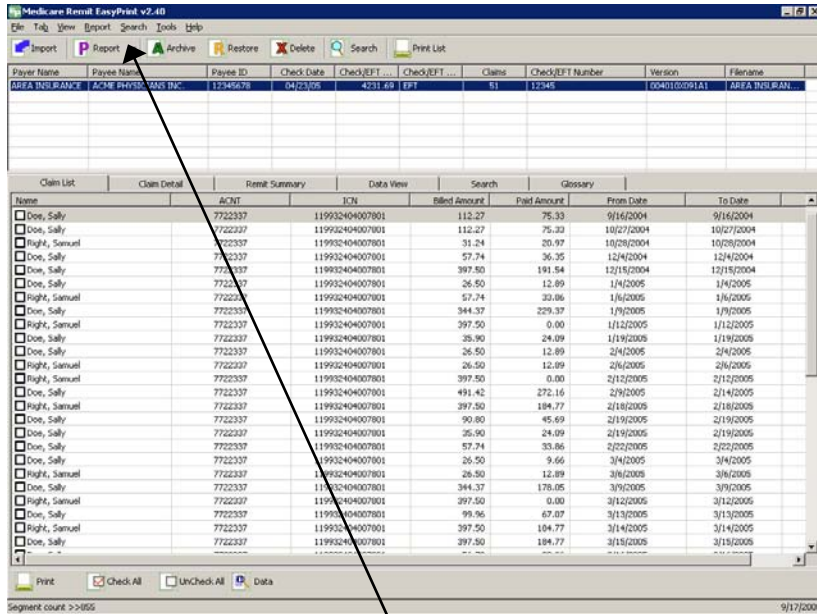 Medicare Remit EasyPrint v2.40
File Tab View Report Search Tools Help
Import Report Archive Restore Delete Search Print List
Payer Name Payee Name Payee ID Check Date Check/EFT ... Check/EFT ... Claims Check/EFT Number Version Filename
AREA INSURANCE ACME PHYSICIANS INC. 12345678 04/23/05 4231.69 EFT 51 12345 004010X091A1 AREA INSURAN...
Claim List Claim Detail Remit Summary Data View Search Glossary
Name ACNT ICN Billed Amount Paid Amount From Date To Date
Doe, Sally 7722337 119932404007801 112.27 75.33 9/16/2004 9/16/2004
Doe, Sally 7722337 119932404007801 112.27 75.33 10/27/2004 10/27/2004
Right, Samuel 7722337 119932404007801 31.24 20.97 10/28/2004 10/28/2004
Doe, Sally 7722337 119932404007801 57.74 36.35 12/4/2004 12/4/2004
Doe, Sally 7722337 119932404007801 397.50 191.54 12/15/2004 12/15/2004
Doe, Sally 7722337 119932404007801 26.50 12.89 1/4/2005 1/4/2005
Right, Samuel 7722337 119932404007801 57.74 33.86 1/6/2005 1/6/2005
Doe, Sally 7722337 119932404007801 344.37 229.37 1/9/2005 1/9/2005
Right, Samuel 7722337 119932404007801 397.50 0.00 1/12/2005 1/12/2005
Doe, Sally 7722337 119932404007801 35.90 24.09 1/19/2005 1/19/2005
Doe, Sally 7722337 119932404007801 26.50 12.89 2/4/2005 2/4/2005
Right, Samuel 7722337 119932404007801 26.50 12.89 2/6/2005 2/6/2005
Right, Samuel 7722337 119932404007801 397.50 0.00 2/12/2005 2/12/2005
Doe, Sally 7722337 119932404007801 491.42 272.16 2/9/2005 2/14/2005
Right, Samuel 7722337 119932404007801 397.50 184.77 2/18/2005 2/18/2005
Doe, Sally 7722337 119932404007801 90.80 45.69 2/19/2005 2/19/2005
Doe, Sally 7722337 119932404007801 35.90 24.09 2/19/2005 2/19/2005
Doe, Sally 7722337 119932404007801 57.74 33.86 2/22/2005 2/22/2005
Doe, Sally 7722337 119932404007801 26.50 9.66 3/4/2005 3/4/2005
Right, Samuel 7722337 119932404007801 26.50 12.89 3/6/2005 3/6/2005
Doe, Sally 7722337 119932404007801 344.37 178.05 3/9/2005 3/9/2005
Right, Samuel 7722337 119932404007801 397.50 0.00 3/12/2005 3/12/2005
Doe, Sally 7722337 119932404007801 99.96 67.07 3/13/2005 3/13/2005
Right, Samuel 7722337 119932404007801 397.50 184.77 3/14/2005 3/14/2005
Doe, Sally 7722337 119932404007801 397.50 184.77 3/15/2005 3/15/2005
Print Check All UnCheck All Data
Segment count >>855 9/17/200